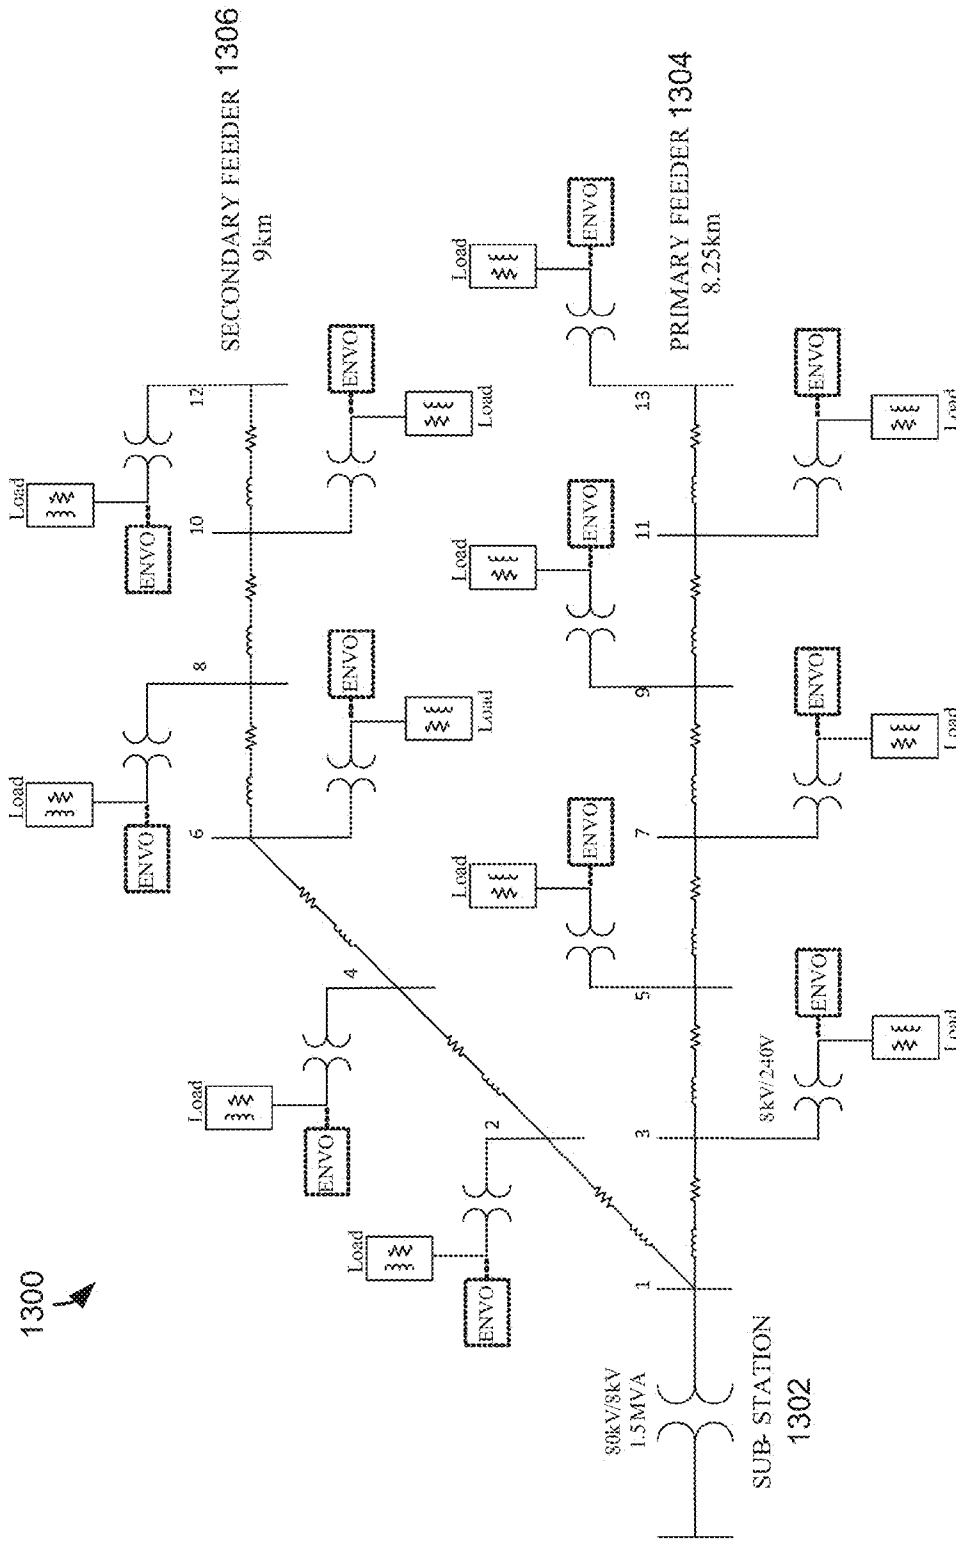 1300
Load
Load
ENVO
ENVO
Load
6
8
10
12
SECONDARY FEEDER 1306
9km
ENVO
4
ENVO
ENVO
Load
Load
Load
Load
Load
Load
ENVO
2
ENVO
ENVO
ENVO
80kV/8kV
1.5 MVA
1
3
5
7
9
11
13
PRIMARY FEEDER 1304
8.25km
SUB- STATION
1302
8kV/240V
ENVO
ENVO
ENVO
Load
Load
Load